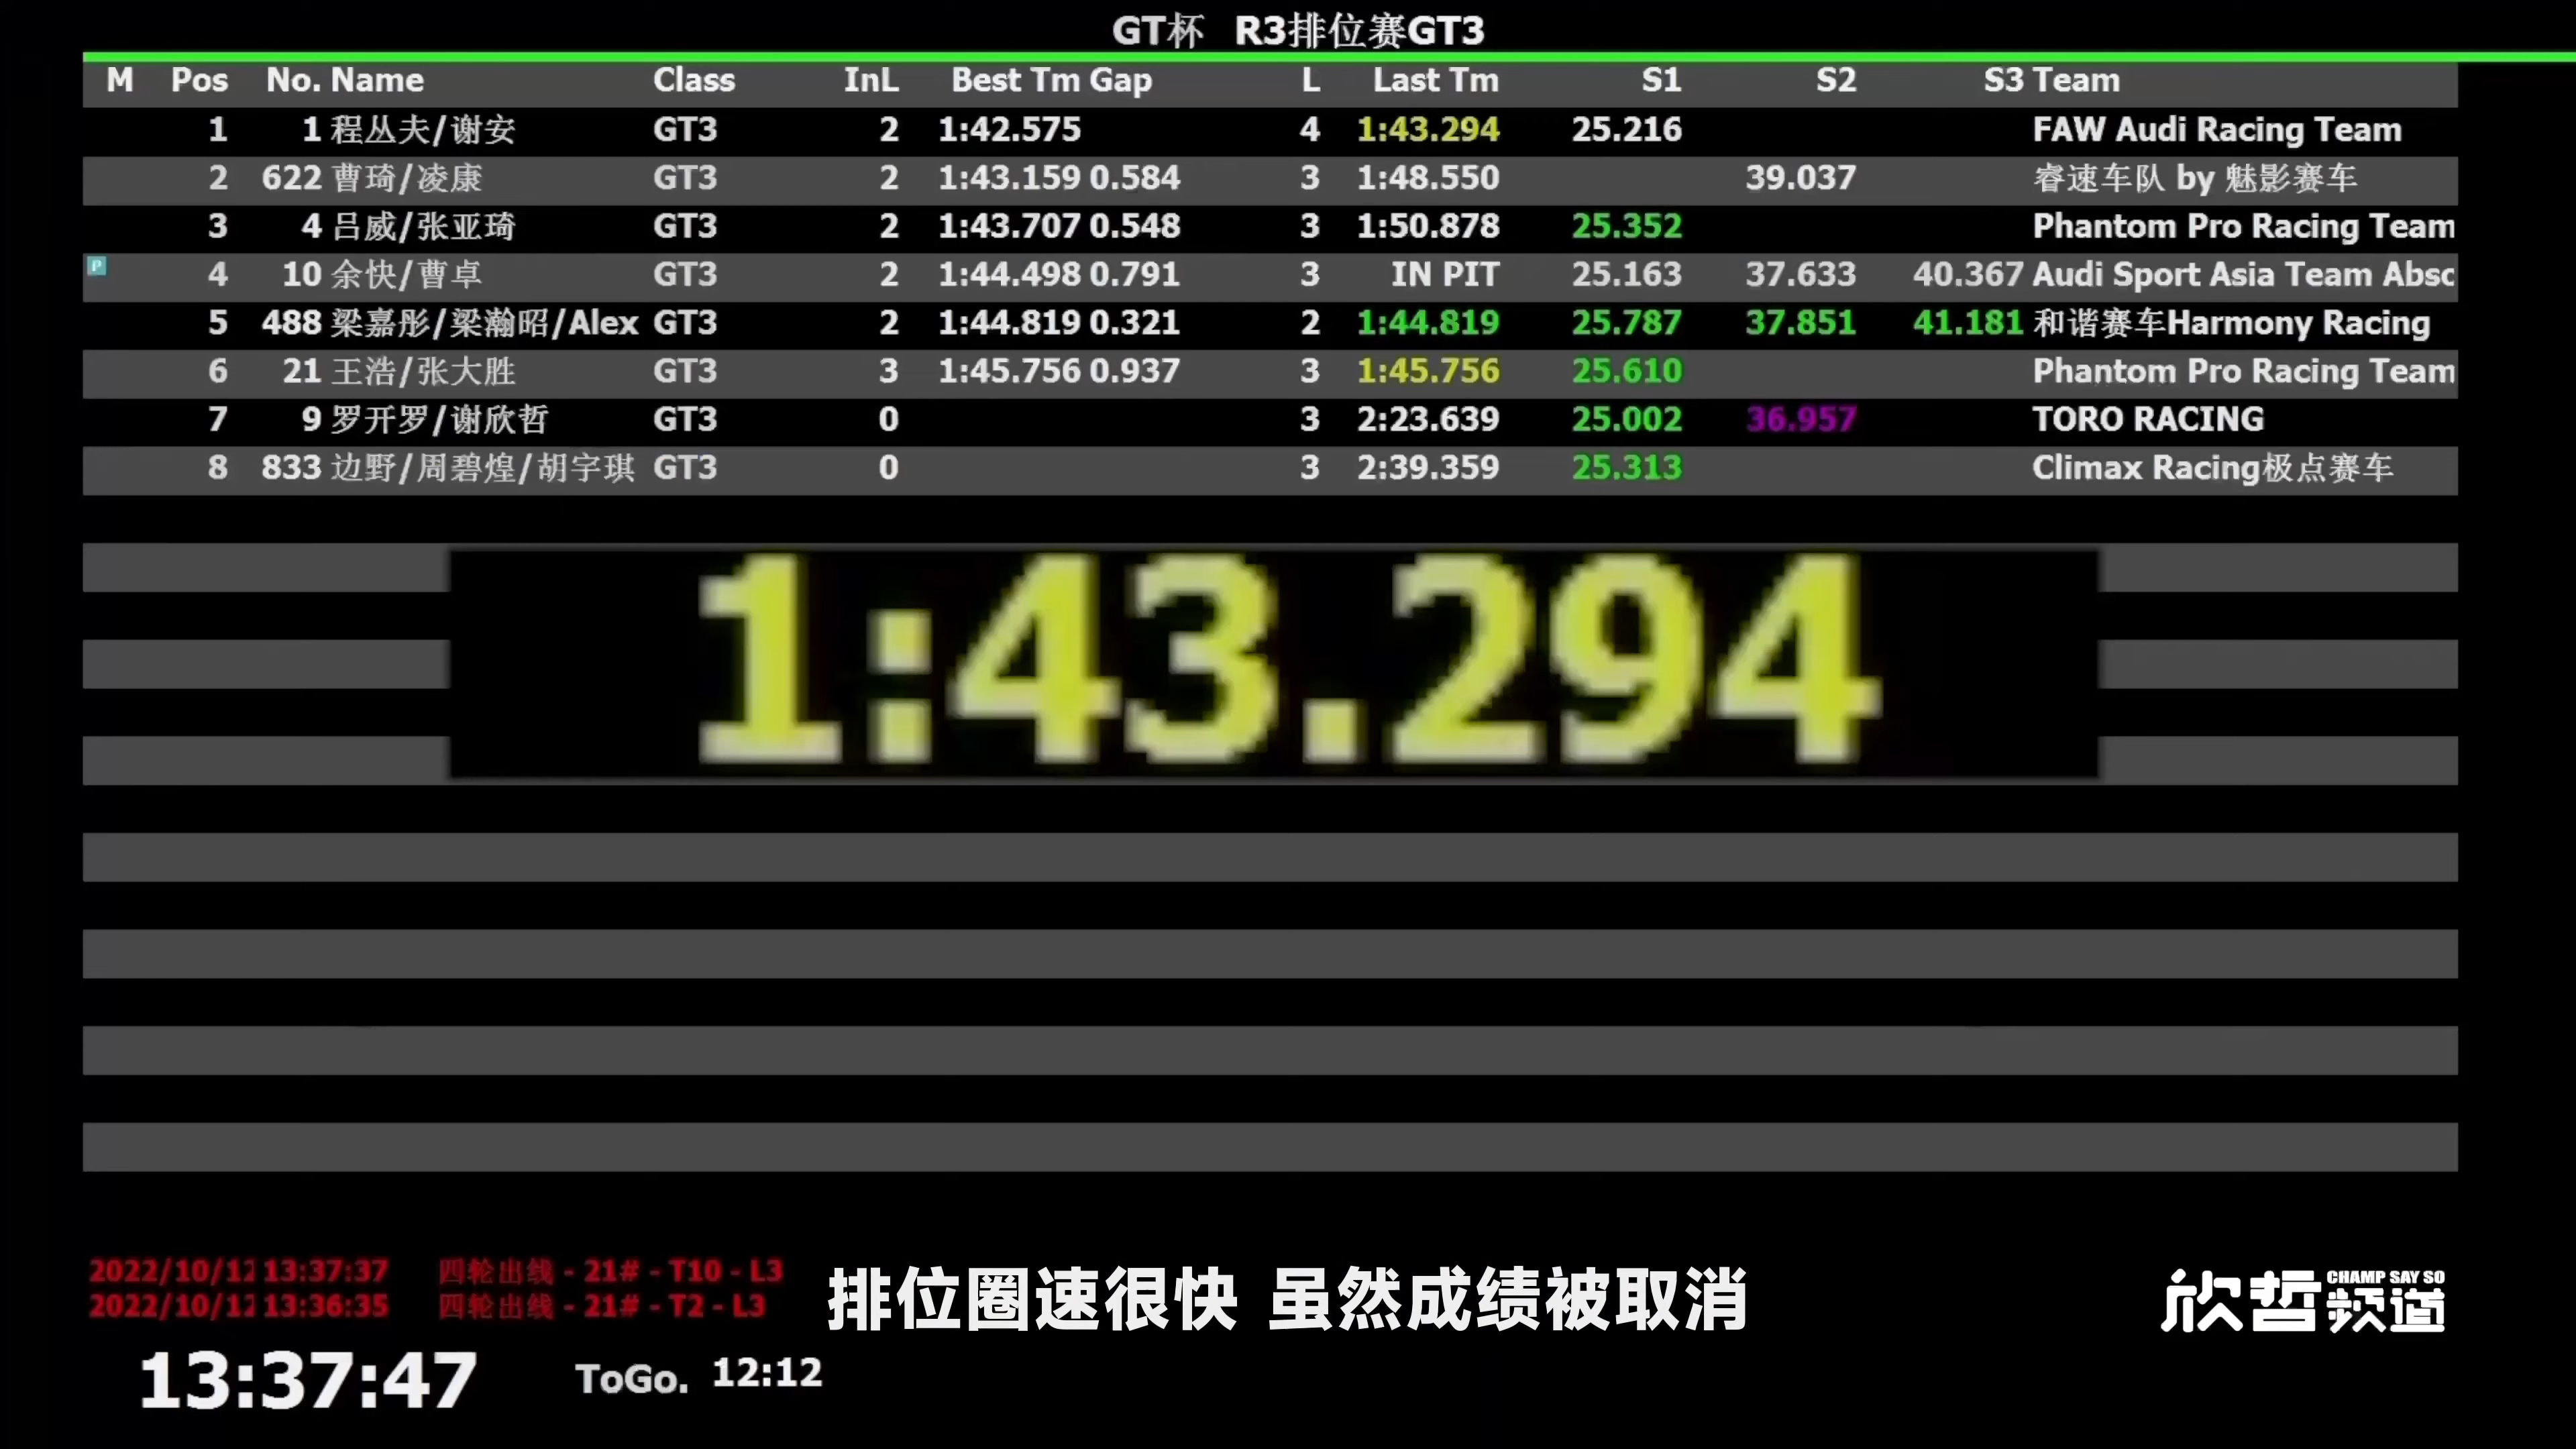 GT杯 R3排位赛GT3
M Pos No. Name Class InL Best Tm Gap L Last Tm S1 S2 S3 Team
1 1 程丛夫/谢安 GT3 2 1:42.575 4 1:43.294 25.216 FAW Audi Racing Team
2 622 曹琦/凌康 GT3 2 1:43.159 0.584 3 1:48.550 39.037 睿速车队 by 魅影赛车
3 4 吕威/张亚琦 GT3 2 1:43.707 0.548 3 1:50.878 25.352 Phantom Pro Racing Team
P 4 10 余快/曹卓 GT3 2 1:44.498 0.791 3 IN PIT 25.163 37.633 40.367 Audi Sport Asia Team Absc
5 488 梁嘉彤/梁瀚昭/Alex GT3 2 1:44.819 0.321 2 1:44.819 25.787 37.851 41.181 和谐赛车Harmony Racing
6 21 王浩/张大胜 GT3 3 1:45.756 0.937 3 1:45.756 25.610 Phantom Pro Racing Team
7 9 罗开罗/谢欣哲 GT3 0 3 2:23.639 25.002 36.957 TORO RACING
8 833 边野/周碧煌/胡宇琪 GT3 0 3 2:39.359 25.313 Climax Racing极点赛车
1:43.294
2022/10/12 13:37:37 四轮出线 - 21# - T10 - L3
2022/10/12 13:36:35 四轮出线 - 21# - T2 - L3
排位圈速很快 虽然成绩被取消
欣哲频道 CHAMP SAY SO
13:37:47 ToGo. 12:12